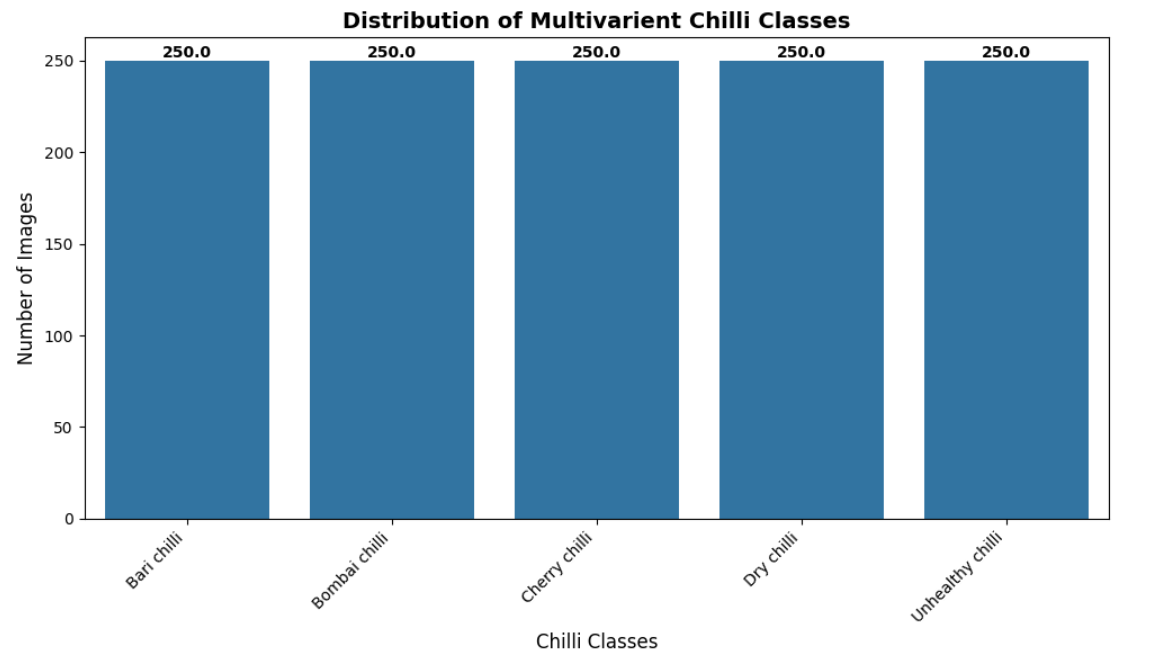 Distribution of Multivarient Chilli Classes
250.0 250.0 250.0 250.0 250.0
250
200
150
100
50
0
Number of Images
Bari chilli
Bombai chilli
Cherry chilli
Dry chilli
Unhealthy chilli
Chilli Classes